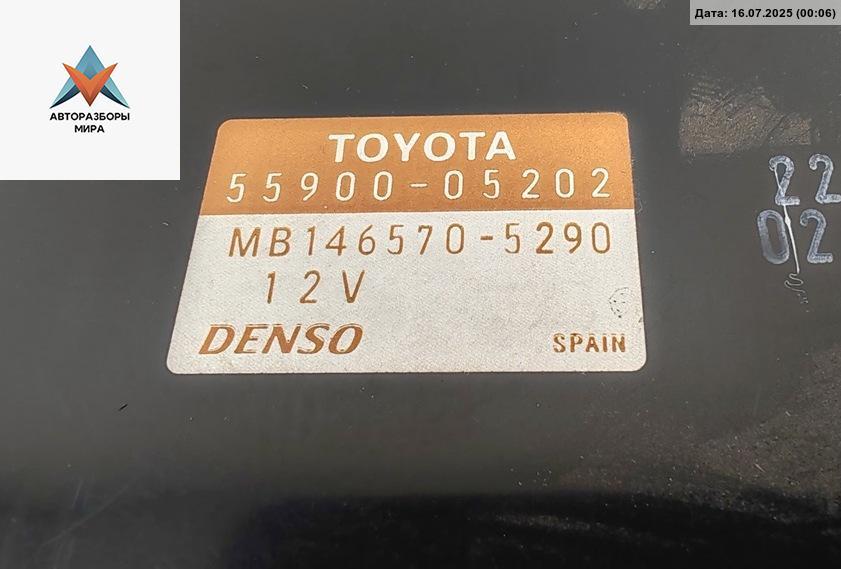 Дата: 16.07.2025 (00:06)
АВТОРАЗБОРЫ
МИРА
TOYOTA
55900-05202
MB146570-5290
12V
DENSO
SPAIN
22
02